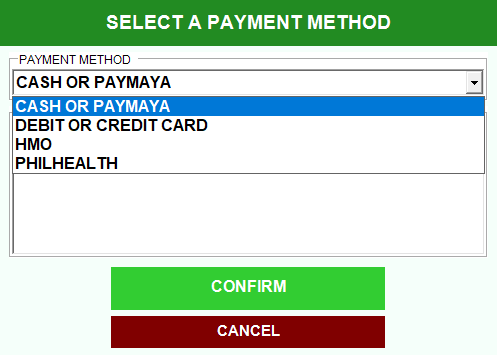 SELECT A PAYMENT METHOD
PAYMENT METHOD
CASH OR PAYMAYA
CASH OR PAYMAYA
DEBIT OR CREDIT CARD
HMO
PHILHEALTH
CONFIRM
CANCEL